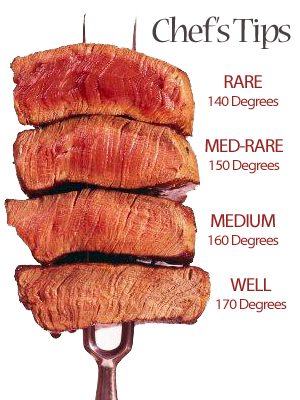 Chef's Tips
RARE
140 Degrees
MED-RARE
150 Degrees
MEDIUM
160 Degrees
WELL
170 Degrees